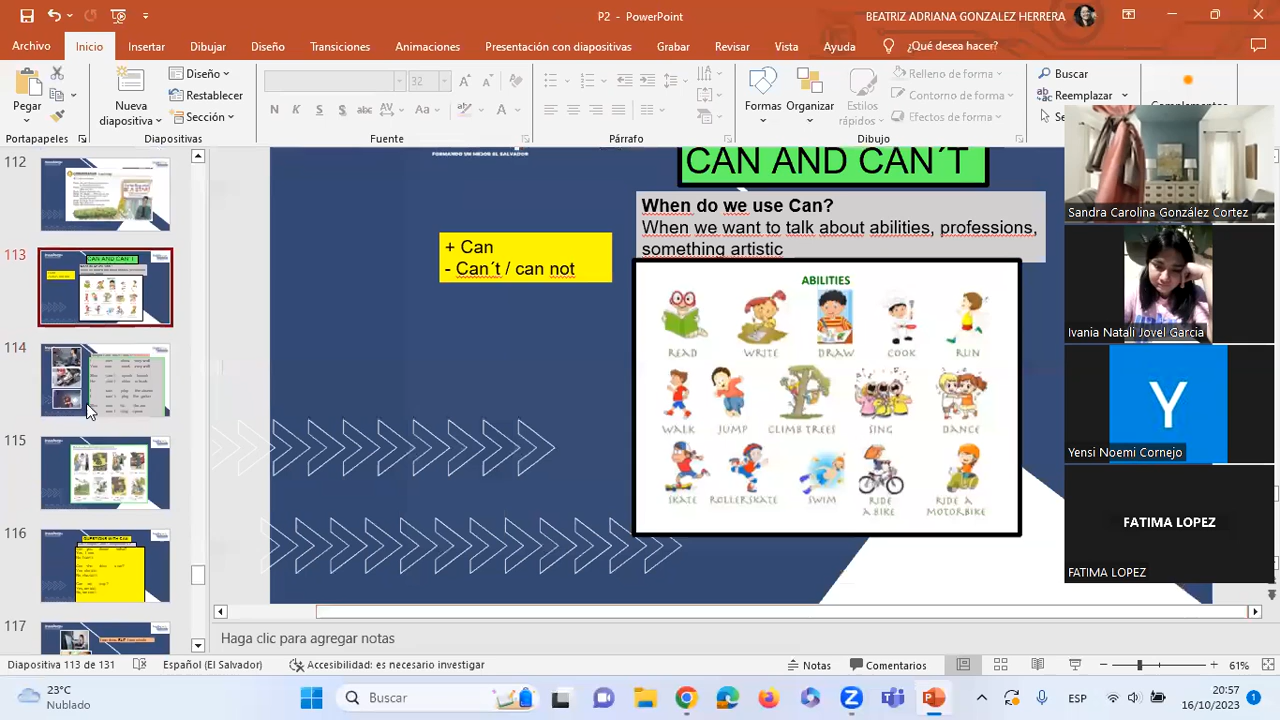 P2 - PowerPoint
BEATRIZ ADRIANA GONZALEZ HERRERA
Archivo
Inicio
Insertar
Dibujar
Diseño
Transiciones
Animaciones
Presentación con diapositivas
Grabar
Revisar
Vista
Ayuda
¿Qué desea hacer?
Pegar
Portapapeles
Nueva diapositiva
Diseño
Restablecer
Sección
Diapositivas
32
N K S S abc AV Aa A
Fuente
Párrafo
Formas
Organizar
Estilos rápidos
Relleno de forma
Contorno de forma
Efectos de forma
Dibujo
Buscar
Reemplazar
112
113
114
115
116
117
FORMANDO UN MEJOR EL SALVADOR
CAN AND CAN´T
When do we use Can?
When we want to talk about abilities, professions,
something artistic
+ Can
- Can´t / can not
ABILITIES
READ WRITE DRAW COOK RUN
WALK JUMP CLIMB TREES SING DANCE
SKATE ROLLERSKATE SWIM RIDE A BIKE RIDE A MOTORBIKE
Sandra Carolina González Cortez
Ivania Natali Jovel Garcia
Y
Yensi Noemi Cornejo
FATIMA LOPEZ
FATIMA LOPEZ
Haga clic para agregar notas
Diapositiva 113 de 131
Español (El Salvador)
Accesibilidad: es necesario investigar
Notas
Comentarios
61%
23°C
Nublado
Buscar
ESP
20:57
16/10/2023
1